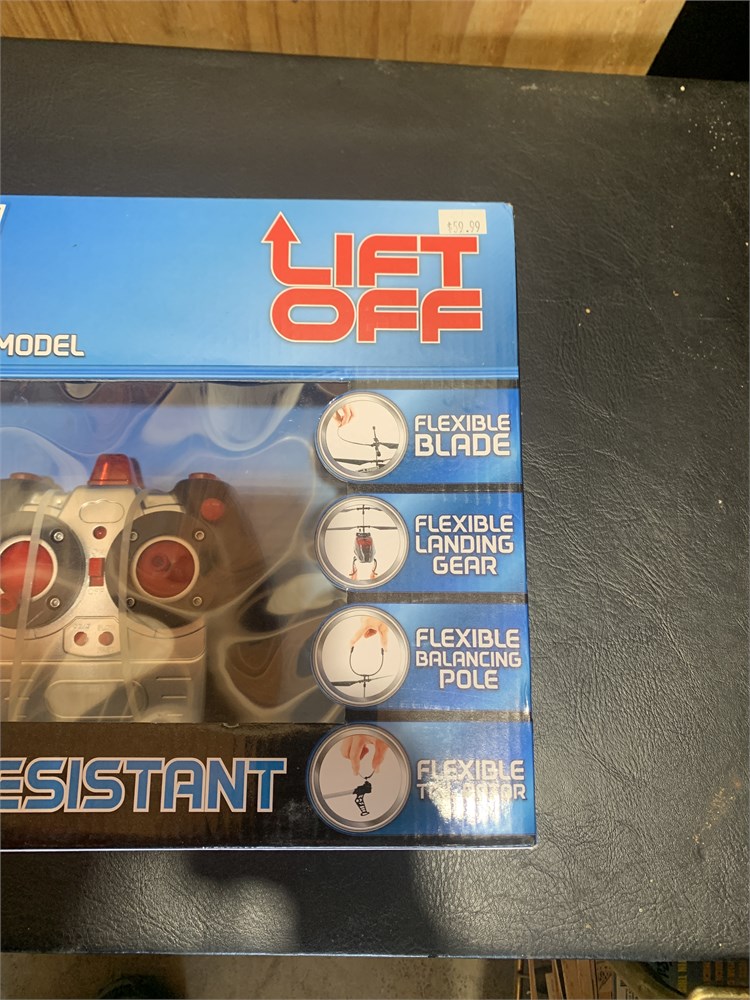 $59.99
LIFT
OFF
MODEL
FLEXIBLE
BLADE
FLEXIBLE
LANDING
GEAR
FLEXIBLE
BALANCING
POLE
ESISTANT
FLEXIBLE